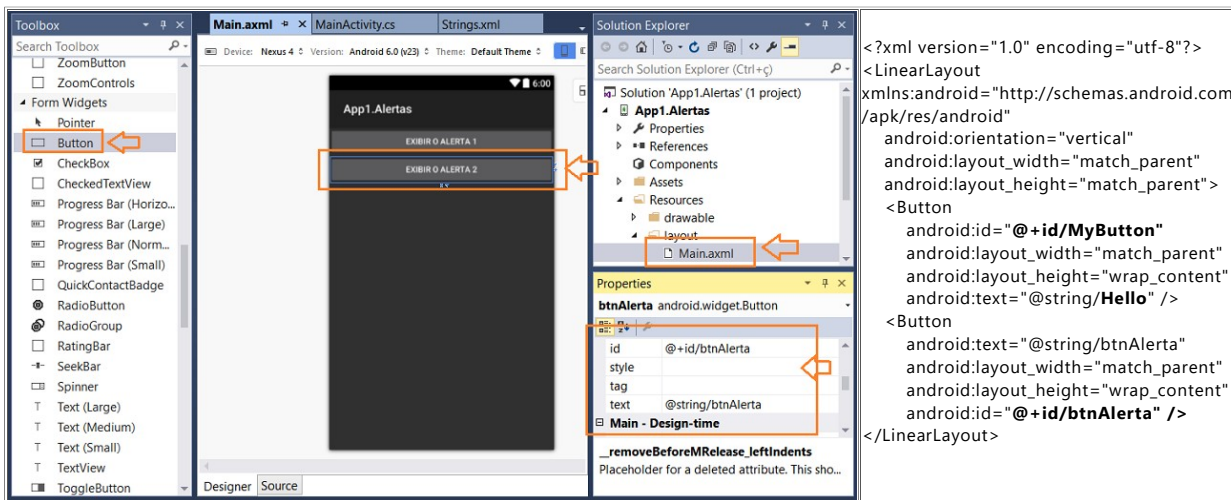 Toolbox
Search Toolbox
ZoomButton
ZoomControls
Form Widgets
Pointer
Button
CheckBox
CheckedTextView
Progress Bar (Horizo...
Progress Bar (Large)
Progress Bar (Norm...
Progress Bar (Small)
QuickContactBadge
RadioButton
RadioGroup
RatingBar
SeekBar
Spinner
Text (Large)
Text (Medium)
Text (Small)
TextView
ToggleButton
Main.axml MainActivity.cs Strings.xml
Device: Nexus 4 Version: Android 6.0 (v23) Theme: Default Theme
6:00
App1.Alertas
EXIBIR O ALERTA 1
EXIBIR O ALERTA 2
Designer Source
Solution Explorer
Search Solution Explorer (Ctrl+ç)
Solution 'App1.Alertas' (1 project)
App1.Alertas
Properties
References
Components
Assets
Resources
drawable
layout
Main.axml
Properties
btnAlerta android.widget.Button
id @+id/btnAlerta
style
tag
text @string/btnAlerta
Main - Design-time
__removeBeforeMRelease_leftIndents
Placeholder for a deleted attribute. This sho...
<?xml version="1.0" encoding="utf-8"?>
<LinearLayout
xmlns:android="http://schemas.android.com
/apk/res/android"
android:orientation="vertical"
android:layout_width="match_parent"
android:layout_height="match_parent">
<Button
android:id="@+id/MyButton"
android:layout_width="match_parent"
android:layout_height="wrap_content"
android:text="@string/Hello" />
<Button
android:text="@string/btnAlerta"
android:layout_width="match_parent"
android:layout_height="wrap_content"
android:id="@+id/btnAlerta" />
</LinearLayout>